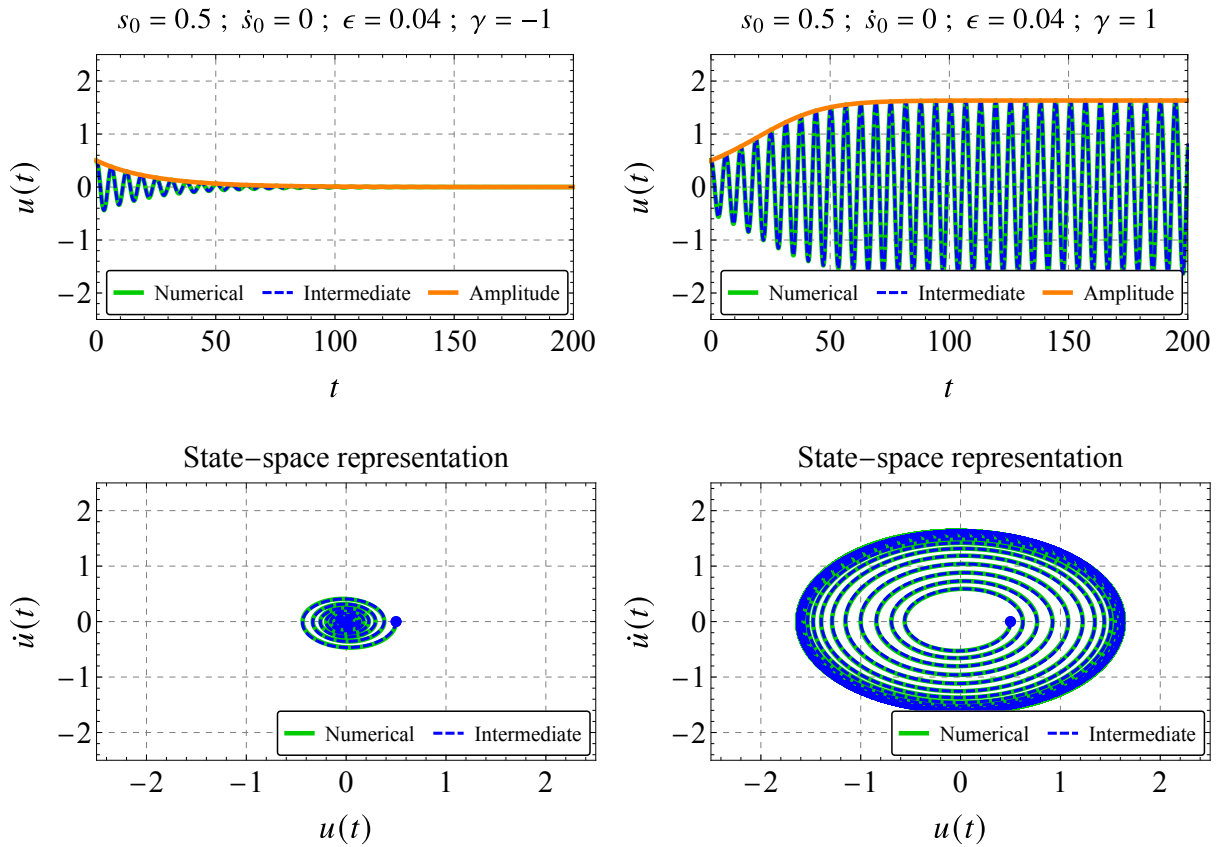 s₀ = 0.5 ; ṡ₀ = 0 ; ϵ = 0.04 ; γ = −1
u(t)
2
1
0
−1
−2
Numerical Intermediate Amplitude
0 50 100 150 200
t
s₀ = 0.5 ; ṡ₀ = 0 ; ϵ = 0.04 ; γ = 1
u(t)
2
1
0
−1
−2
Numerical Intermediate Amplitude
0 50 100 150 200
t
State−space representation
u̇(t)
2
1
0
−1
−2
Numerical Intermediate
−2 −1 0 1 2
u(t)
State−space representation
u̇(t)
2
1
0
−1
−2
Numerical Intermediate
−2 −1 0 1 2
u(t)